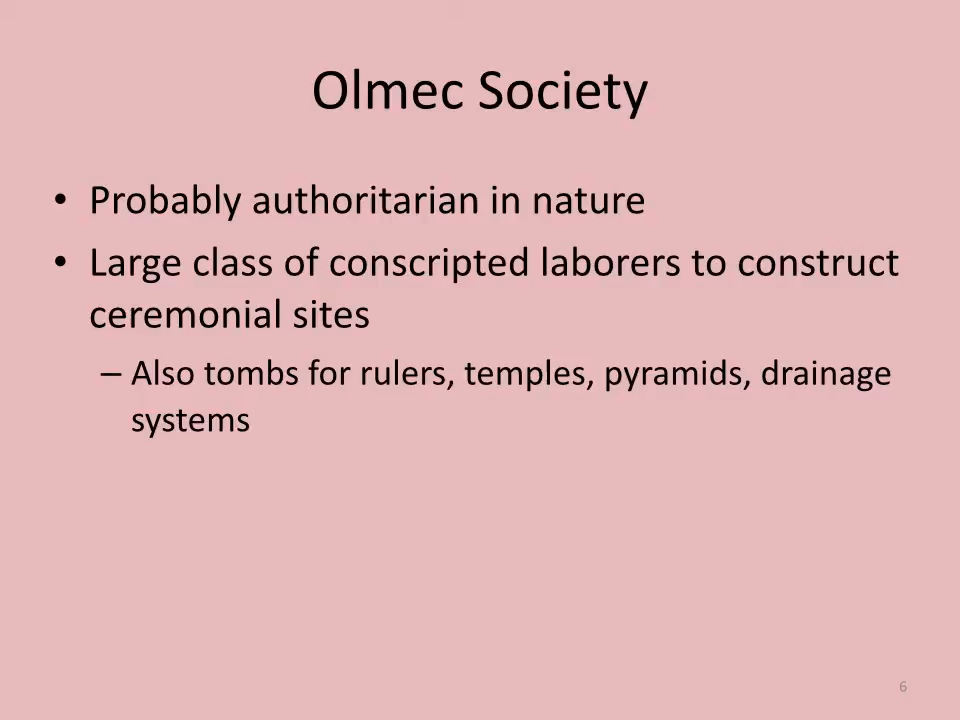 Olmec Society
• Probably authoritarian in nature
• Large class of conscripted laborers to construct
ceremonial sites
– Also tombs for rulers, temples, pyramids, drainage
systems
6